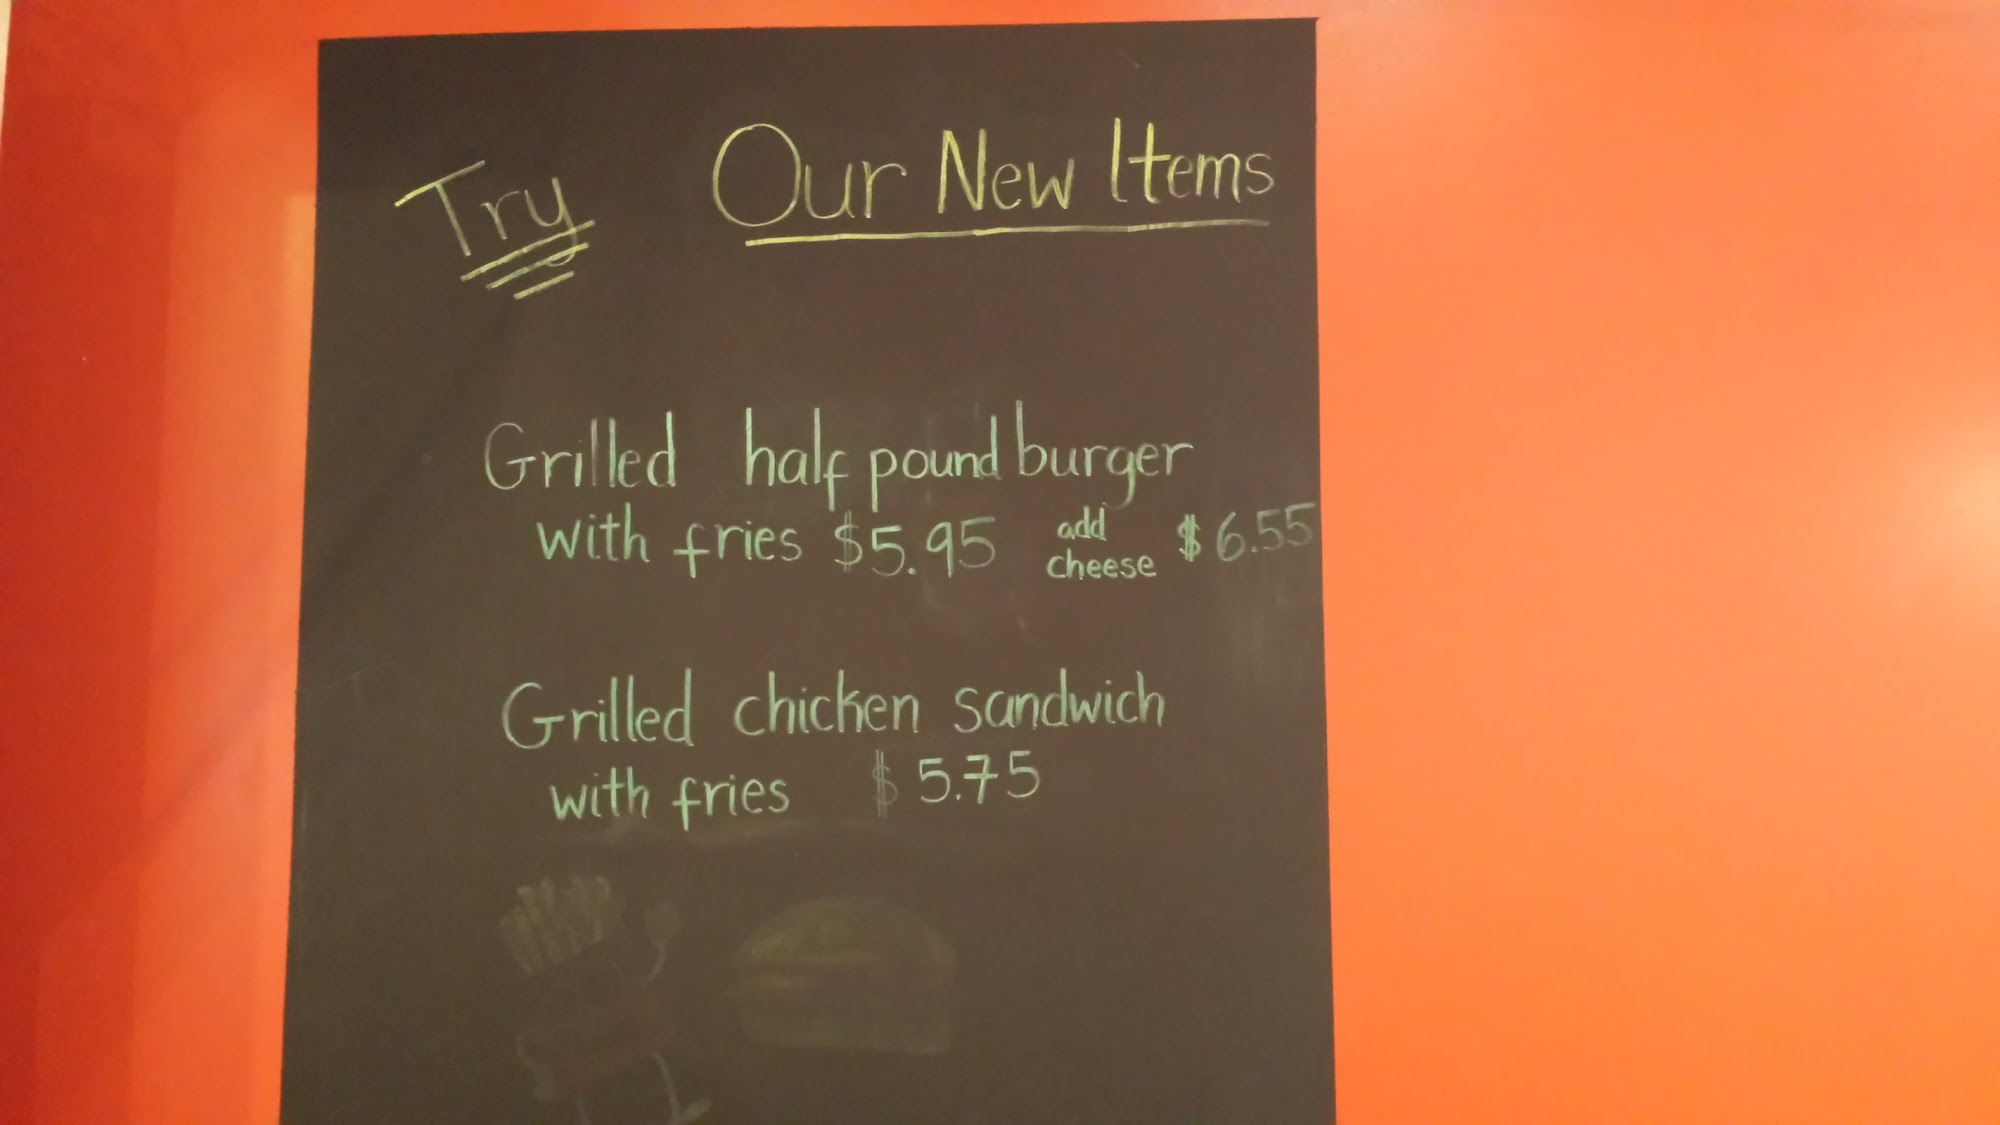 Try Our New Items
Grilled half pound burger
with fries $5.95 add cheese $6.55
Grilled chicken sandwich
with fries $5.75